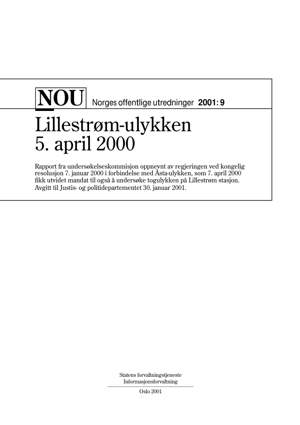 NOU Norges offentlige utredninger 2001: 9
Lillestrøm-ulykken
5. april 2000
Rapport fra undersøkelseskommisjon oppneynt av regjeringen ved kongelig
resolusjon 7. januar 2000 i forbindelse med Åsta-ulykken, som 7. april 2000
fikk utvidet mandat til også å undersøke togulykken på Lillestrøm stasjon.
Avgitt til Justis- og politidepartementet 30. januar 2001.
Statens forvaltningstjeneste
Informasjonsforvaltning
Oslo 2001